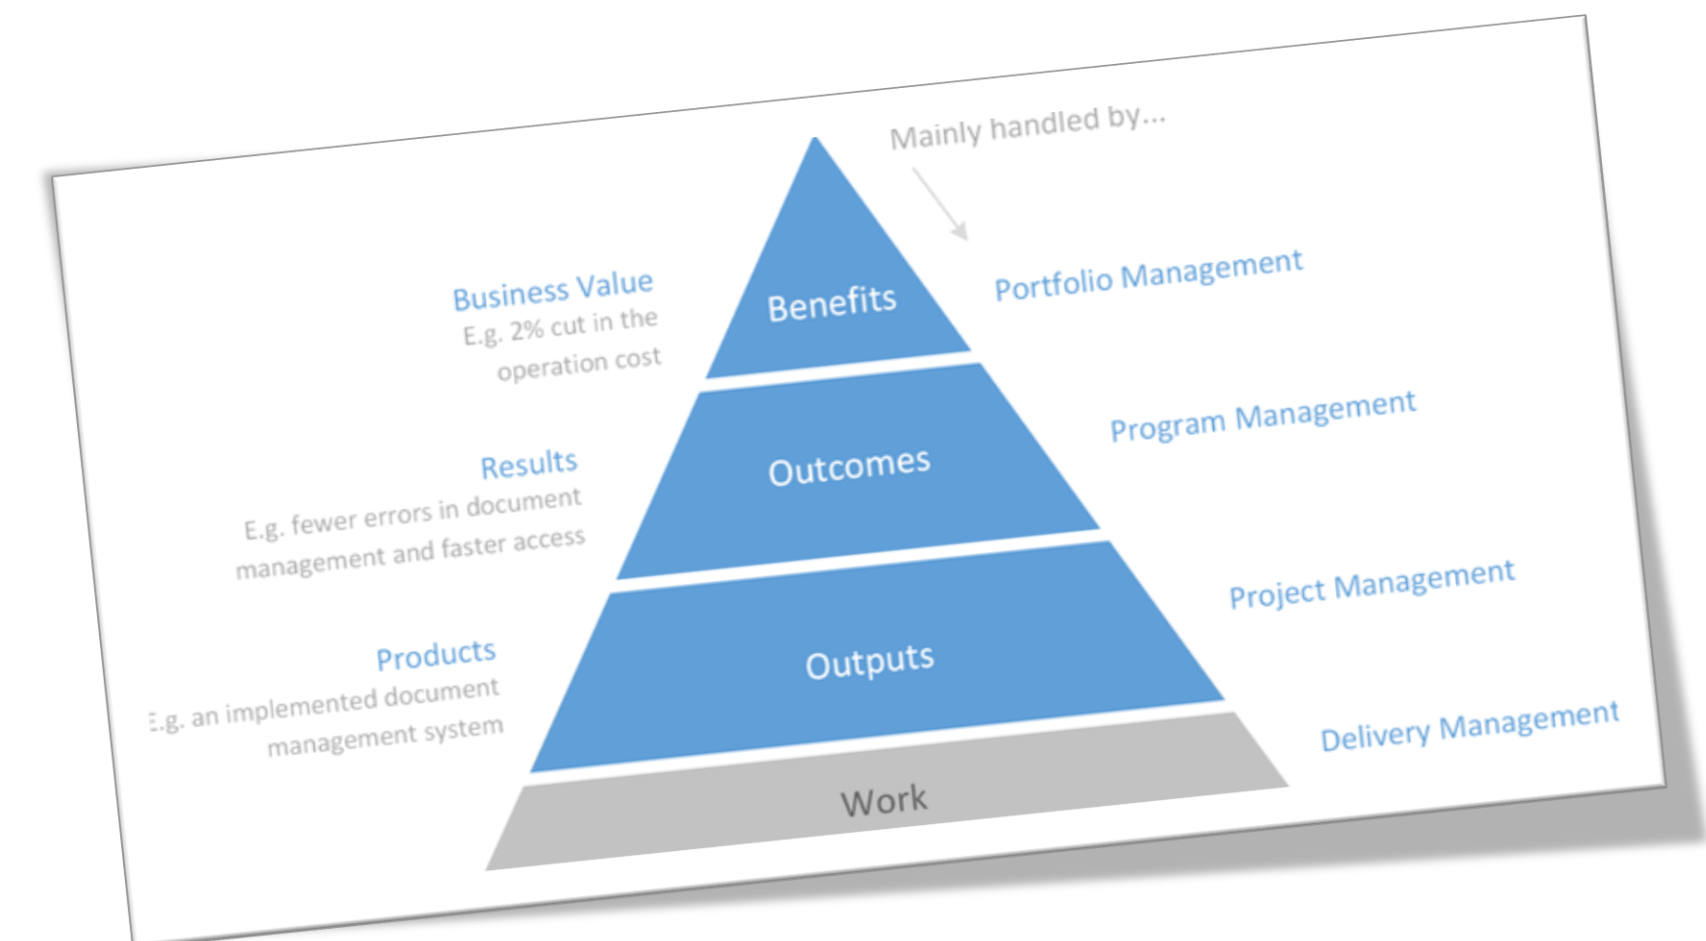 Mainly handled by...
Business Value
E.g. 2% cut in the
operation cost
Benefits
Portfolio Management
Results
E.g. fewer errors in document
management and faster access
Outcomes
Program Management
Products
E.g. an implemented document
management system
Outputs
Project Management
Work
Delivery Management